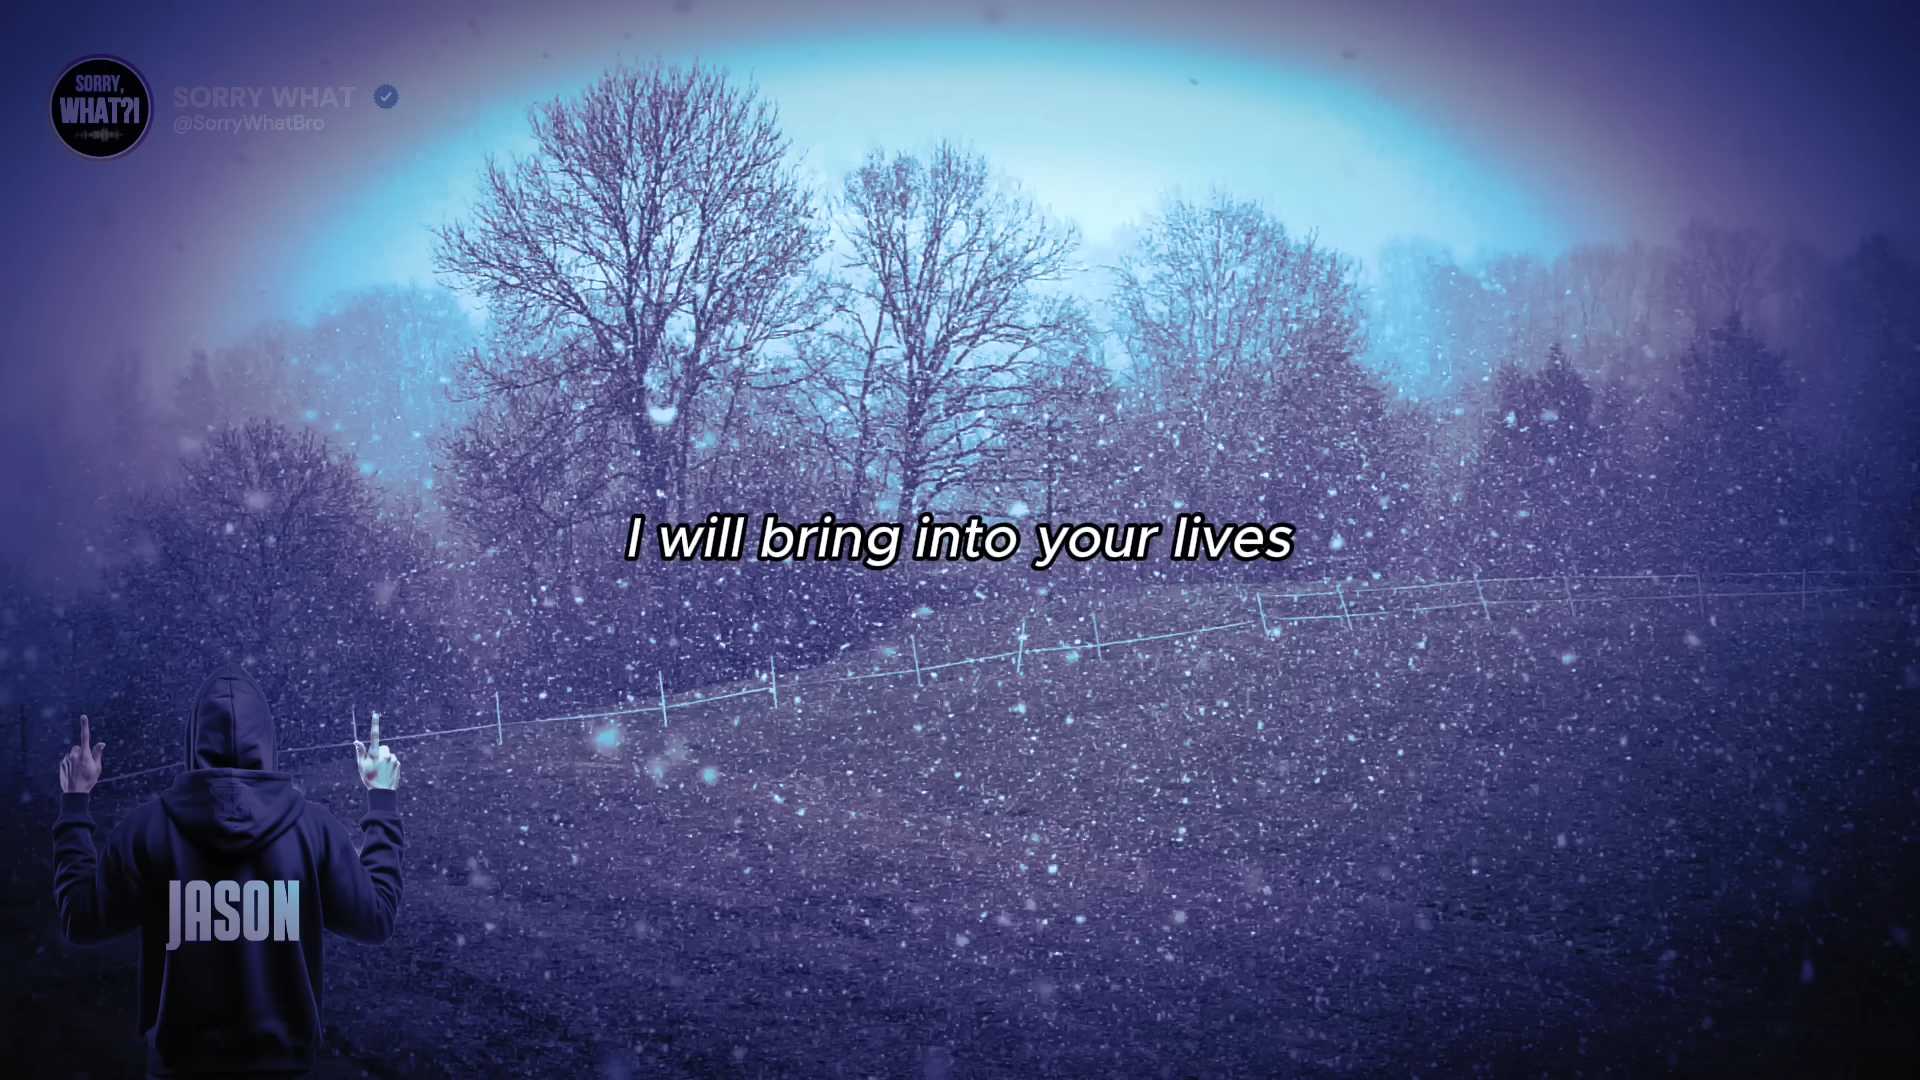 SORRY,
WHAT?!
SORRY WHAT
@SorryWhatBro
I will bring into your lives
JASON